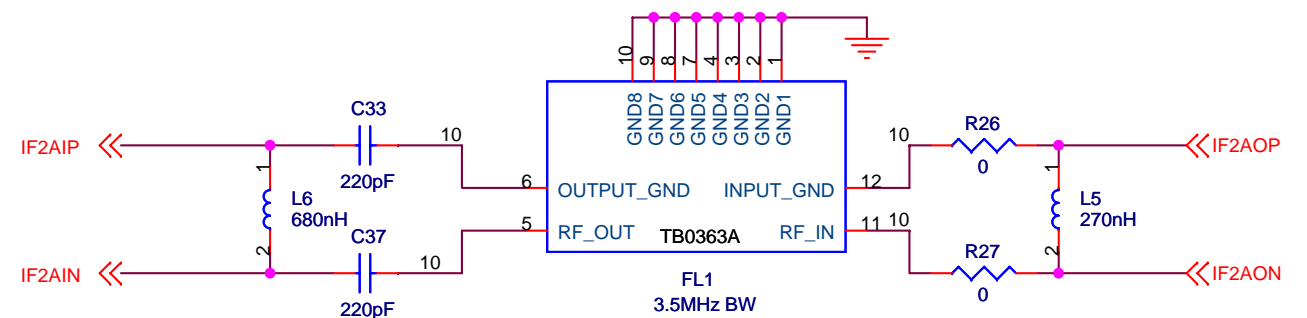 10 9 8 7 4 3 2 1
GND8 GND7 GND6 GND5 GND4 GND3 GND2 GND1
C33
10
220pF
IF2AIP
1
L6
680nH
2
C37
10
220pF
IF2AIN
6 OUTPUT_GND INPUT_GND 12
5 RF_OUT TB0363A RF_IN 11
FL1
3.5MHz BW
10
R26
0
IF2AOP
1
L5
270nH
2
10
R27
0
IF2AON